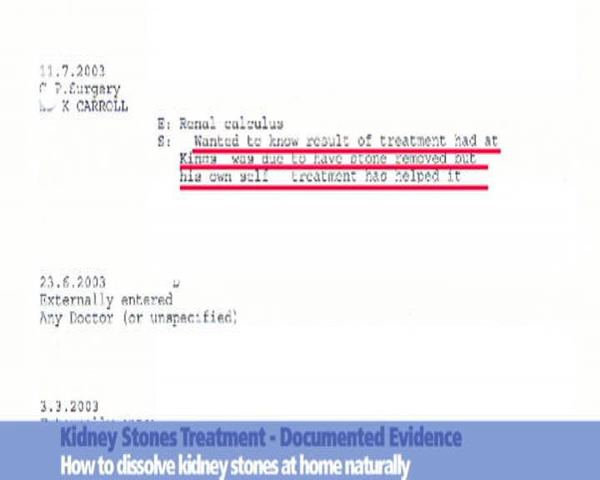 11.7.2003
G P.Surgery
K CARROLL
E: Renal calculus
S: Wanted to know result of treatment had at
Kings was due to have stone removed but
his own self treatment has helped it
23.6.2003
Externally entered
Any Doctor (or unspecified)
3.3.2003
Kidney Stones Treatment - Documented Evidence
How to dissolve kidney stones at home naturally